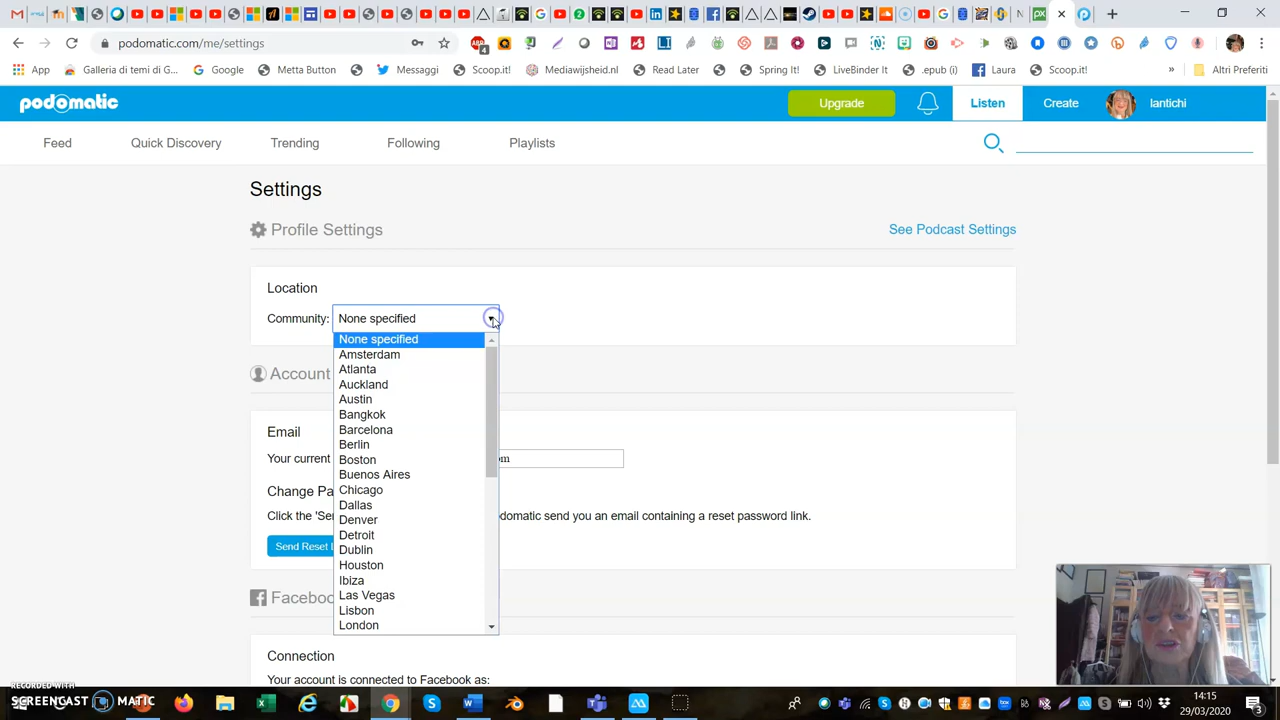 podomatic.com/me/settings
4
App
Galleria di temi di G...
Google
Metta Button
Messaggi
Scoop.it!
Mediawijsheid.nl
Read Later
Spring It!
LiveBinder It
.epub (i)
Laura
Scoop.it!
»
Altri Preferiti
podomatic
Upgrade
Listen
Create
lantichi
Feed
Quick Discovery
Trending
Following
Playlists
Settings
Profile Settings
See Podcast Settings
Location
Community: None specified
None specified
Amsterdam
Atlanta
Auckland
Austin
Bangkok
Barcelona
Berlin
Boston
Buenos Aires
Chicago
Dallas
Denver
Detroit
Dublin
Houston
Ibiza
Las Vegas
Lisbon
London
Account
Email
Your current om
Change Pa
Click the 'Se odomatic send you an email containing a reset password link.
Send Reset
Faceboo
Connection
Your account is connected to Facebook as:
RECORDED WITH
SCREENCAST MATIC
14:15
29/03/2020
3